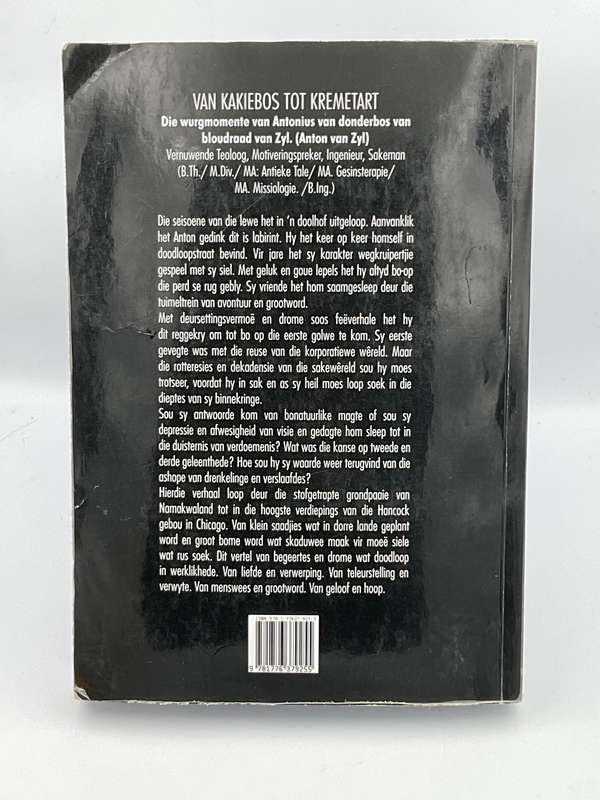 VAN KAKIEBOS TOT KREMETART
Die wurgmomente van Antonius van donderbos van
bloudraad van Zyl. (Anton van Zyl)
Vernuwende Teoloog, Motiveringspreker, Ingenieur, Sakeman
(B.Th./ M.Div./ MA: Antieke Tale/ MA. Gesinsterapie/
MA. Missiologie. /B.Ing.)
Die seisoene van die lewe het in 'n doolhof uitgeloop. Aanvanklik
het Anton gedink dit is labirint. Hy het keer op keer homself in
doodloopstraat bevind. Vir jare het sy karakter wegkruipertjie
gespeel met sy siel. Met geluk en goue lepels het hy altyd bo-op
die perd se rug gebly. Sy vriende het hom saamgesleep deur die
tuimeltrein van avontuur en grootword.
Met deursettingsvermoë en drome soos feëverhale het hy
dit reggekry om tot bo op die eerste golwe te kom. Sy eerste
gevegte was met die reuse van die korporatiewe wêreld. Maar
die rotteresies en dekadensie van die sakewêreld sou hy moes
trotseer, voordat hy in sak en as sy heil moes loop soek in die
dieptes van sy binnekringe.
Sou sy antwoorde kom van bonatuurlike magte of sou sy
depressie en afwesigheid van visie en gedagte hom sleep tot in
die duisternis van verdoemenis? Wat was die kanse op tweede en
derde geleenthede? Hoe sou hy sy waarde weer terugvind van die
ashope van drenkelinge en verslaafdes?
Hierdie verhaal loop deur die stofgetrapte grondpaaie van
Namakwaland tot in die hoogste verdiepings van die Hancock
gebou in Chicago. Van klein saadjies wat in dorre lande geplant
word en groot bome word wat skaduwee maak vir moeë siele
wat rus soek. Dit vertel van begeertes en drome wat doodloop
in werklikhede. Van liefde en verwerping. Van teleurstelling en
verwyte. Van menswees en grootword. Van geloof en hoop.
9 781776 379255